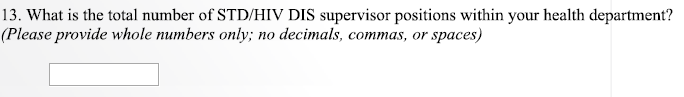 13. What is the total number of STD/HIV DIS supervisor positions within your health department?
(Please provide whole numbers only; no decimals, commas, or spaces)